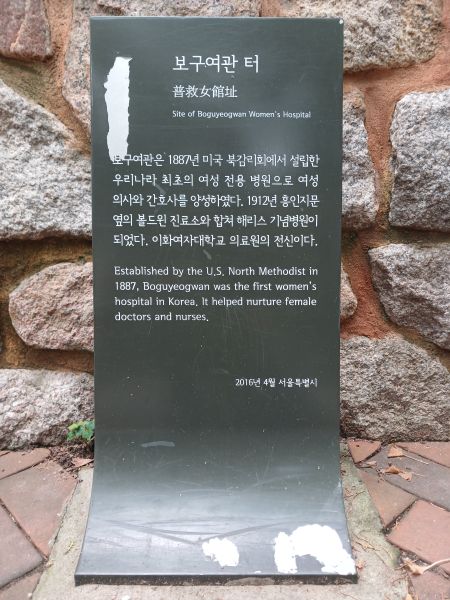 보구여관 터
普救女館址
Site of Boguyeogwan Women's Hospital
보구여관은 1887년 미국 북감리회에서 설립한
우리나라 최초의 여성 전용 병원으로 여성
의사와 간호사를 양성하였다. 1912년 흥인지문
옆의 볼드윈 진료소와 합쳐 해리스 기념병원이
되었다. 이화여자대학교 의료원의 전신이다.
Established by the U.S. North Methodist in
1887, Boguyeogwan was the first women's
hospital in Korea. It helped nurture female
doctors and nurses.
2016년 4월 서울특별시